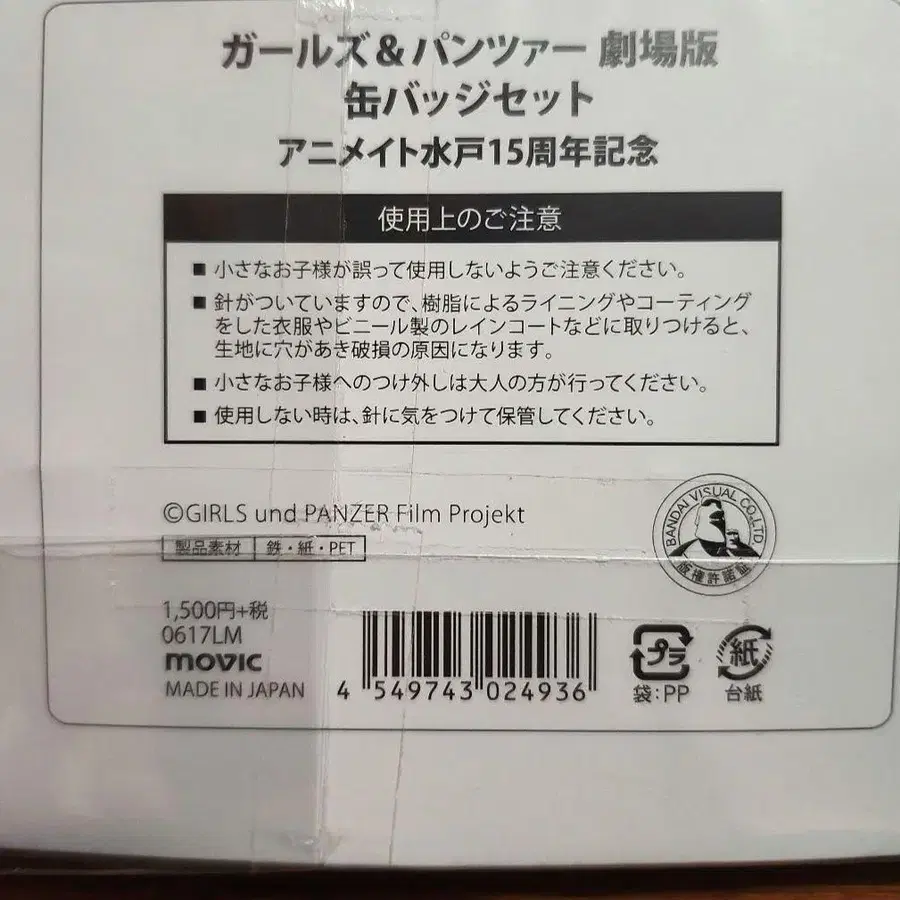 ガールズ&パンツァー 劇場版
缶バッジセット
アニメイト水戸15周年記念
使用上のご注意
■ 小さなお子様が誤って使用しないようご注意ください。
■ 針がついていますので、樹脂によるライニングやコーティング
をした衣服やビニール製のレインコートなどに取りつけると、
生地に穴があき破損の原因になります。
■ 小さなお子様へのつけ外しは大人の方が行ってください。
■ 使用しない時は、針に気をつけて保管してください。
©GIRLS und PANZER Film Projekt
BANDAI VISUAL CO.,LTD.
版権許諾証
製品素材 鉄・紙・PET
1,500円+税
0617LM
movic
MADE IN JAPAN
4 549743 024936
プラ
袋:PP
紙
台紙